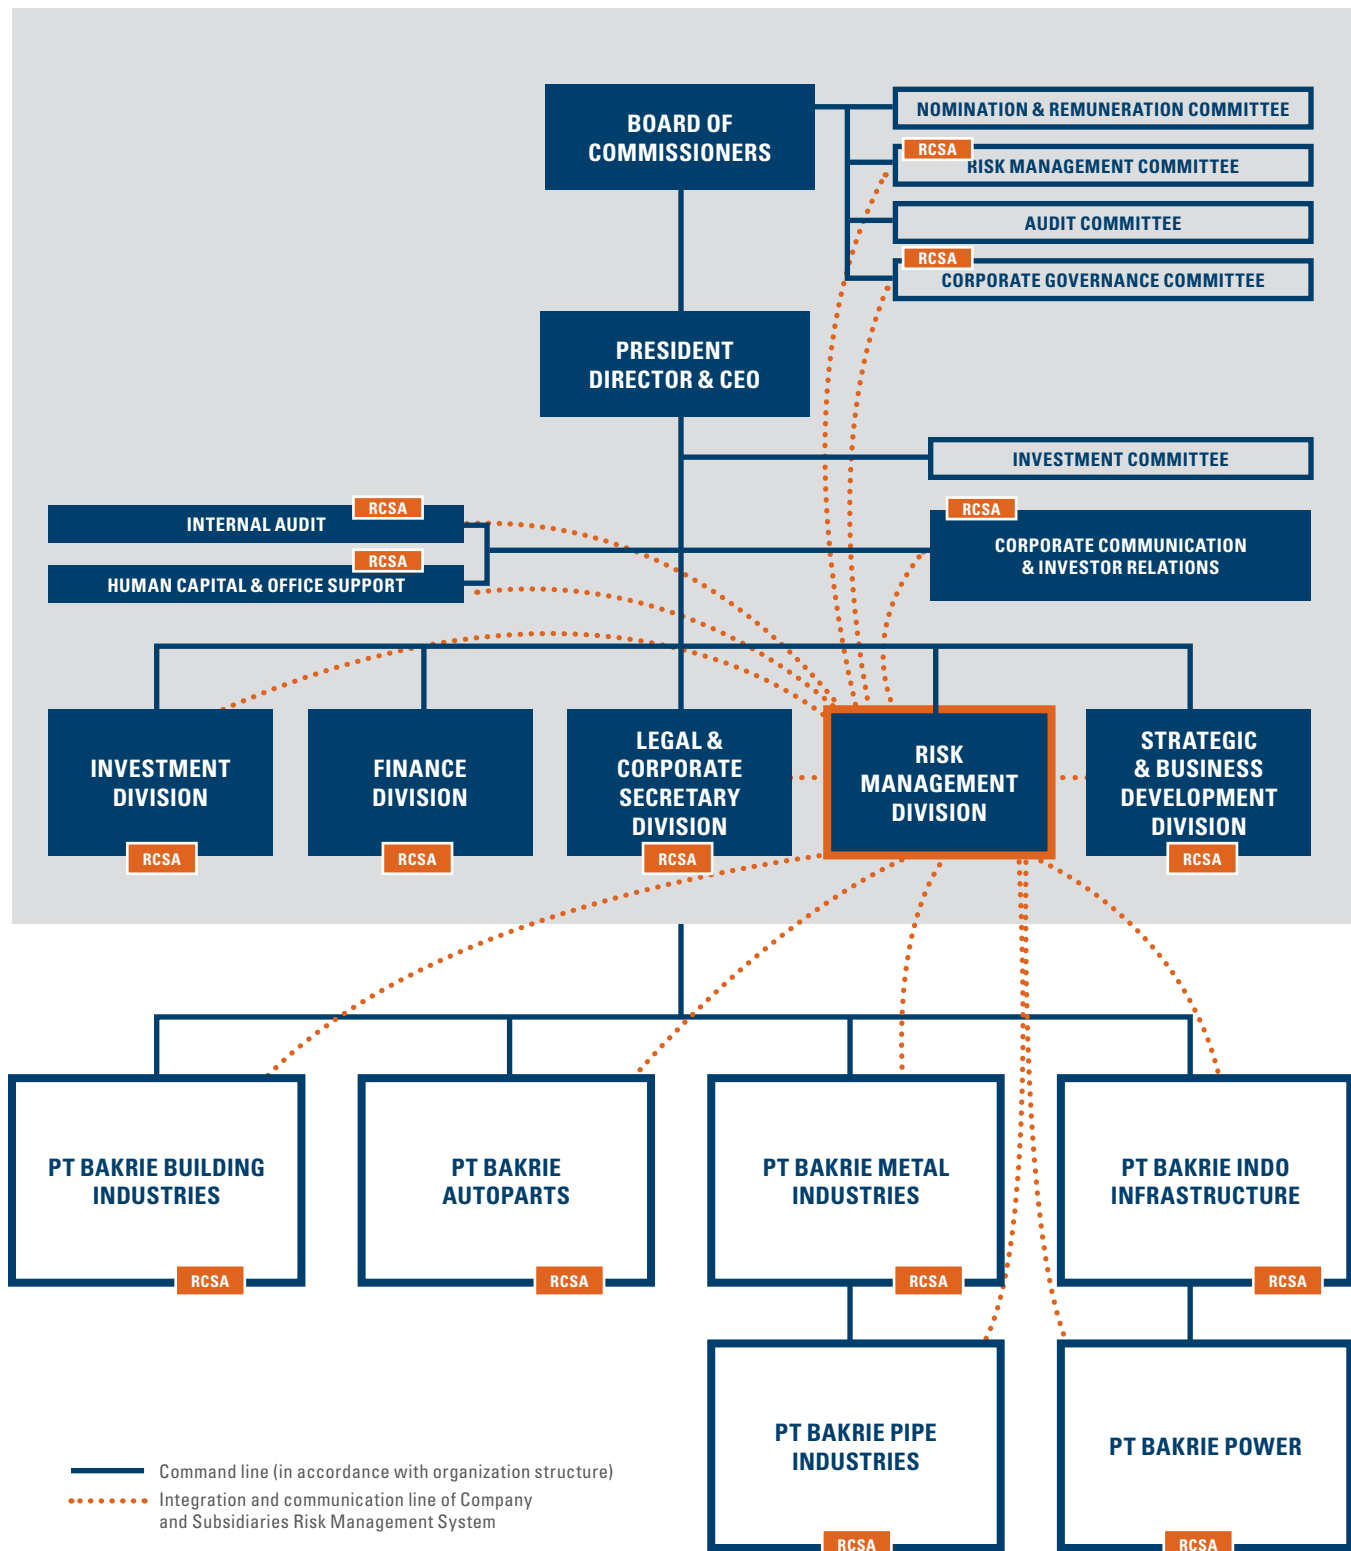 BOARD OF
COMMISSIONERS
NOMINATION & REMUNERATION COMMITTEE
RCSA
RISK MANAGEMENT COMMITTEE
AUDIT COMMITTEE
RCSA
CORPORATE GOVERNANCE COMMITTEE
PRESIDENT
DIRECTOR & CEO
INVESTMENT COMMITTEE
RCSA
INTERNAL AUDIT
RCSA
HUMAN CAPITAL & OFFICE SUPPORT
RCSA
CORPORATE COMMUNICATION
& INVESTOR RELATIONS
INVESTMENT
DIVISION
RCSA
FINANCE
DIVISION
RCSA
LEGAL &
CORPORATE
SECRETARY
DIVISION
RCSA
RISK
MANAGEMENT
DIVISION
STRATEGIC
& BUSINESS
DEVELOPMENT
DIVISION
RCSA
PT BAKRIE BUILDING
INDUSTRIES
RCSA
PT BAKRIE
AUTOPARTS
RCSA
PT BAKRIE METAL
INDUSTRIES
RCSA
PT BAKRIE INDO
INFRASTRUCTURE
RCSA
PT BAKRIE PIPE
INDUSTRIES
RCSA
PT BAKRIE POWER
RCSA
Command line (in accordance with organization structure)
Integration and communication line of Company
and Subsidiaries Risk Management System